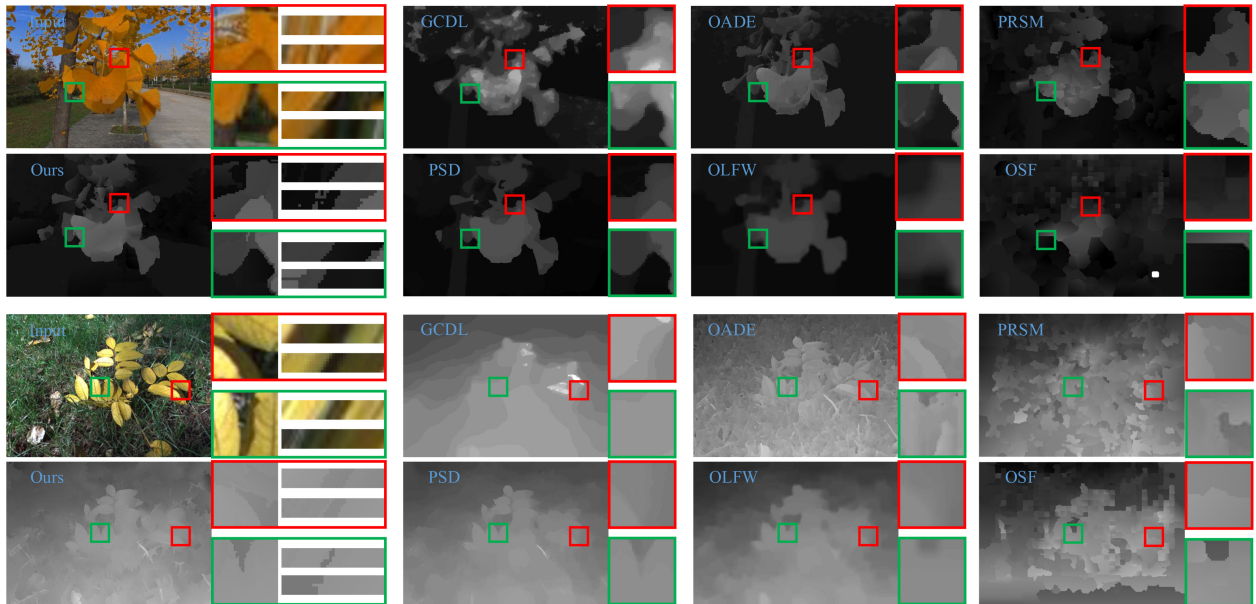 Input
GCDL
OADE
PRSM
Ours
PSD
OLFW
OSF
Input
GCDL
OADE
PRSM
Ours
PSD
OLFW
OSF